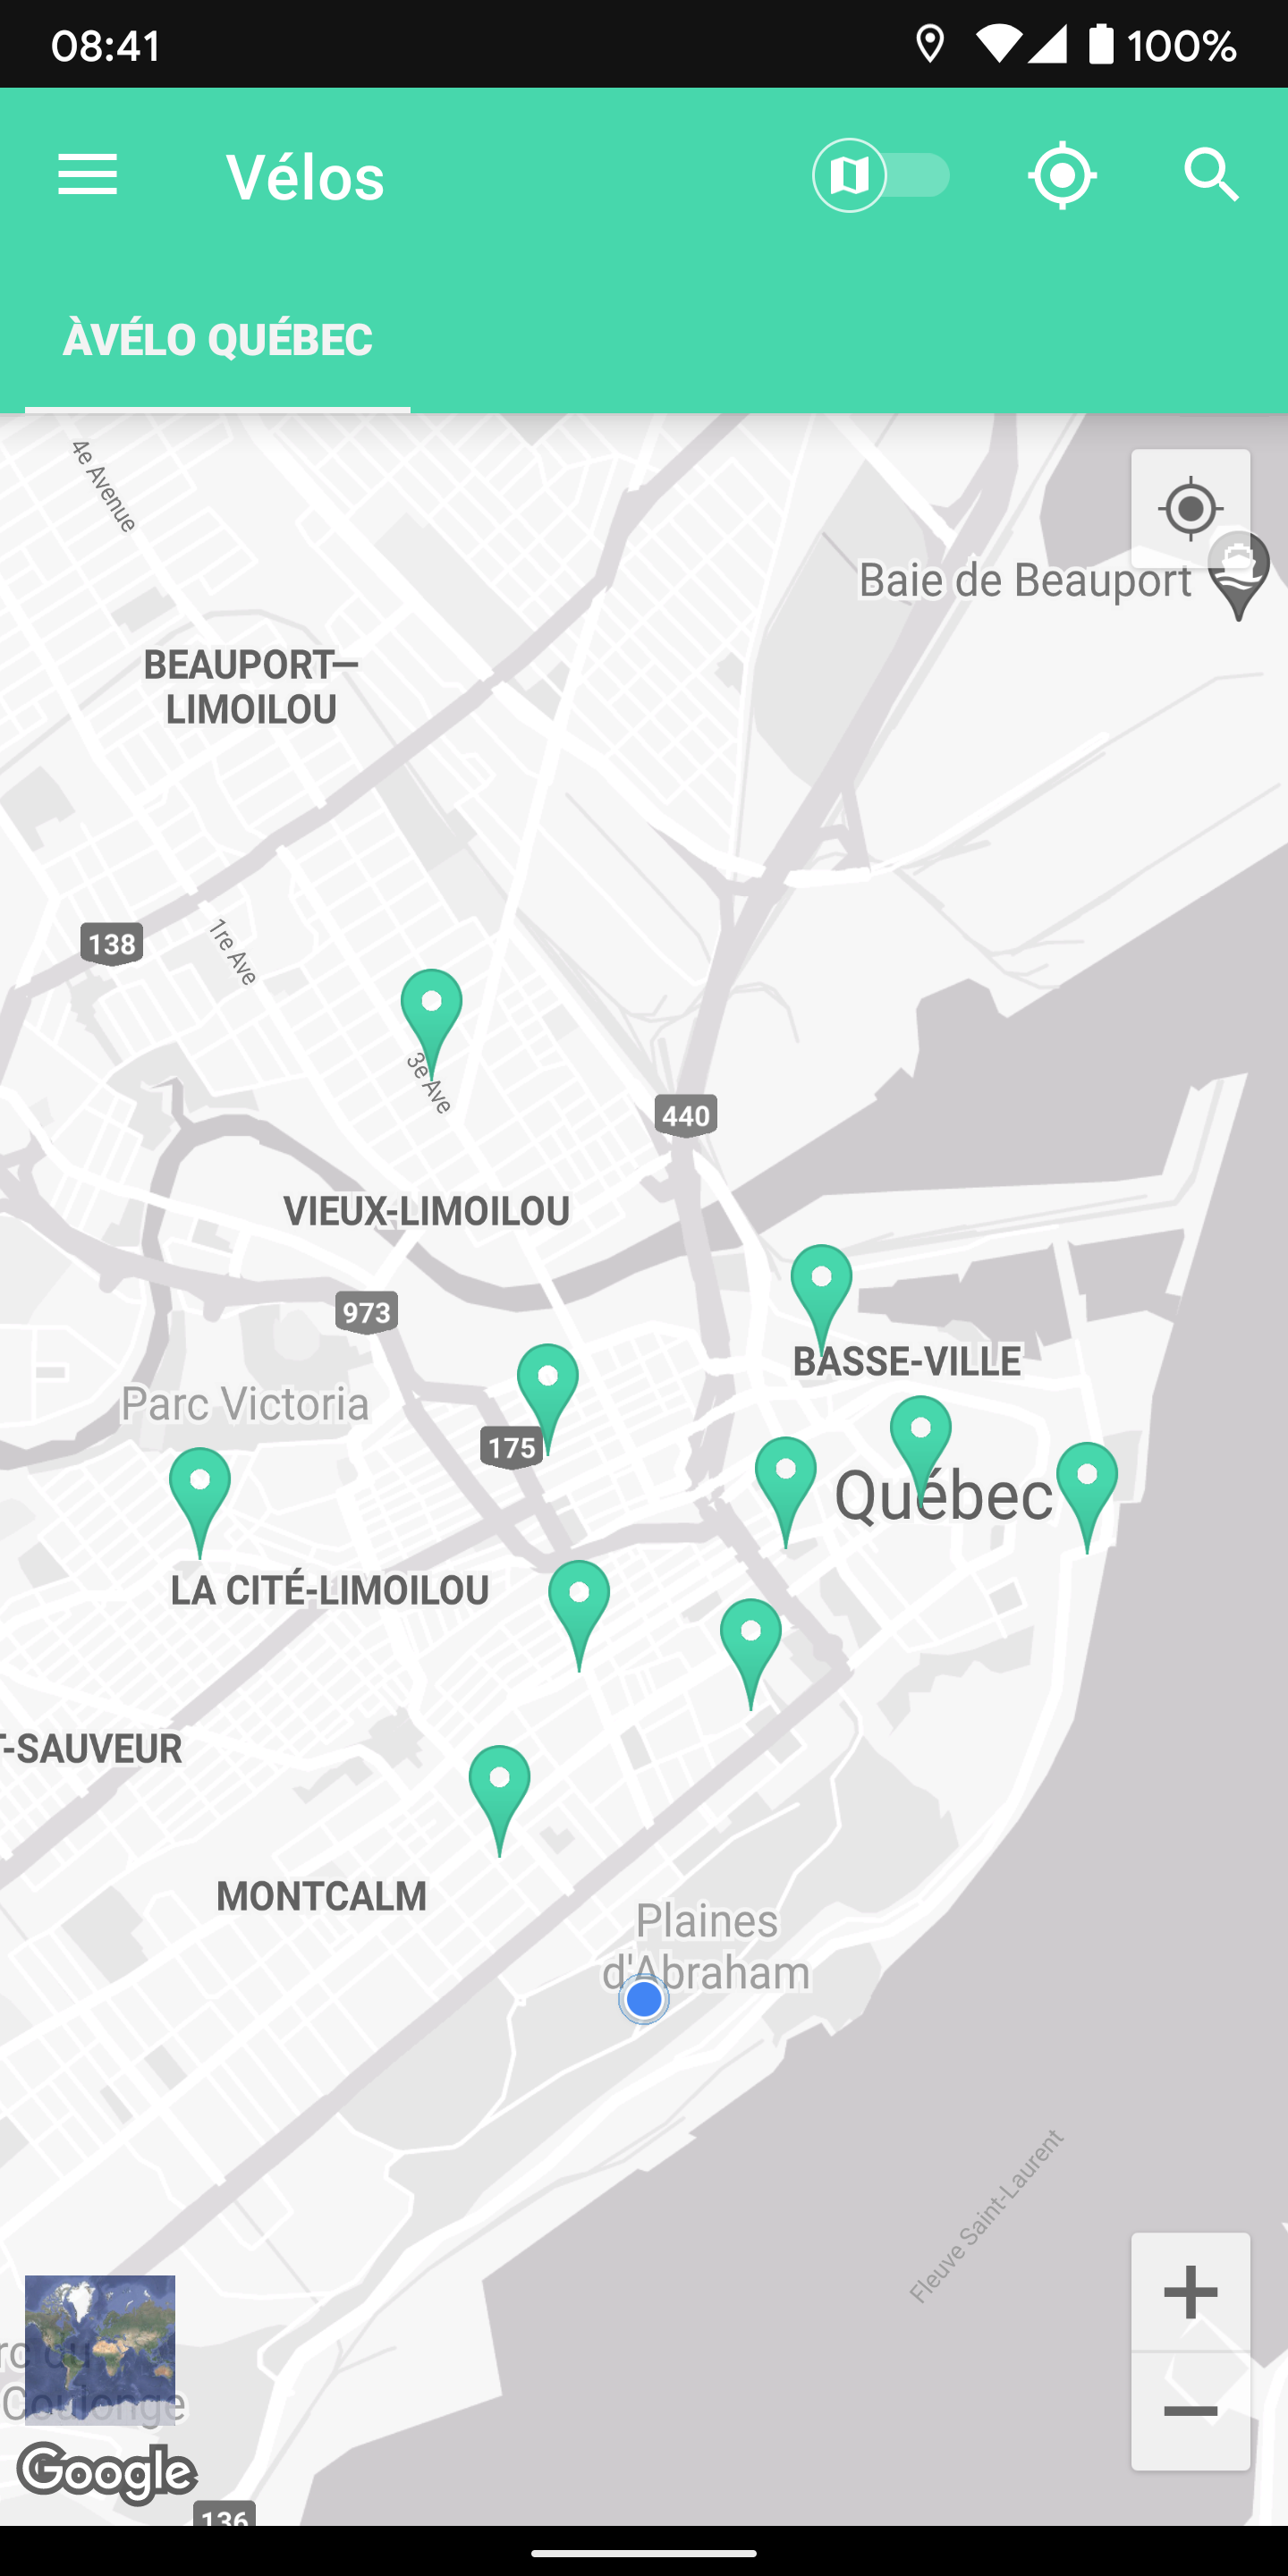 08:41
100%
Vélos
ÀVÉLO QUÉBEC
4e Avenue
Baie de Beauport
BEAUPORT—
LIMOILOU
138
1re Ave
3e Ave
440
VIEUX-LIMOILOU
973
BASSE-VILLE
Parc Victoria
175
Québec
LA CITÉ-LIMOILOU
T-SAUVEUR
MONTCALM
Plaines
d'Abraham
Fleuve Saint-Laurent
rc du
Coulonge
Google
136